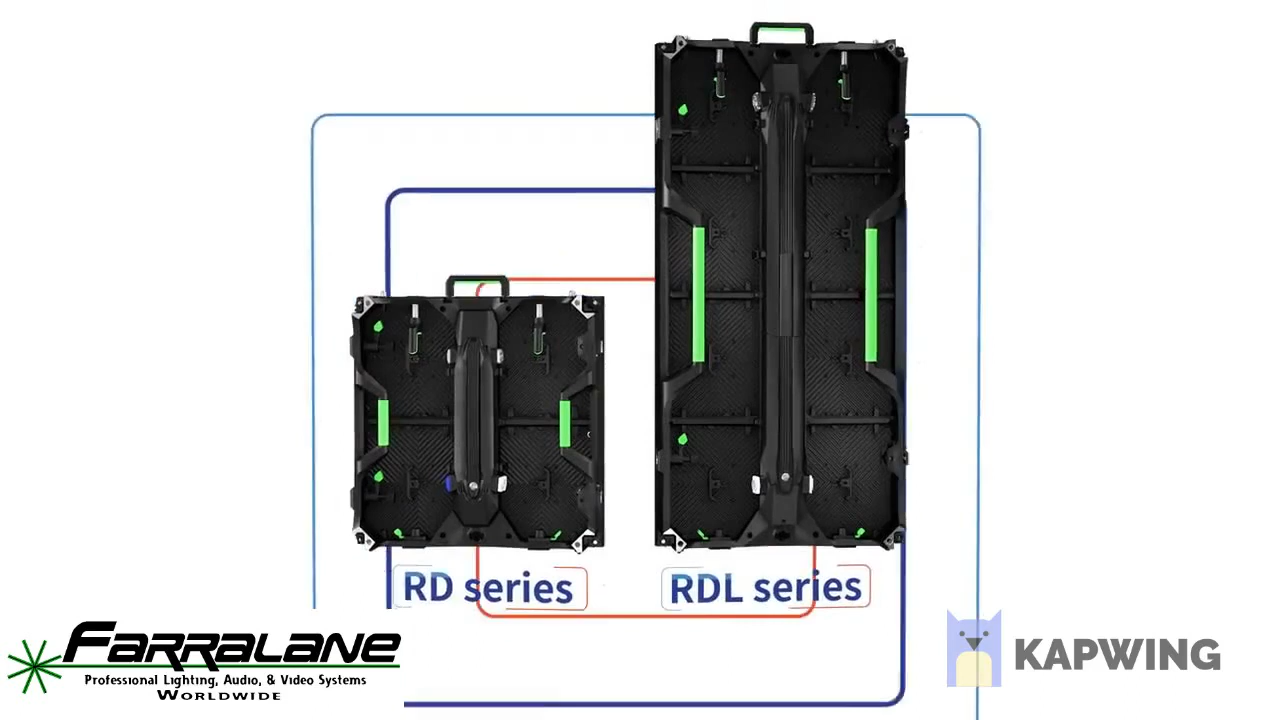 RD series
RDL series
FARRALANE
Professional Lighting, Audio, & Video Systems
WORLDWIDE
KAPWING